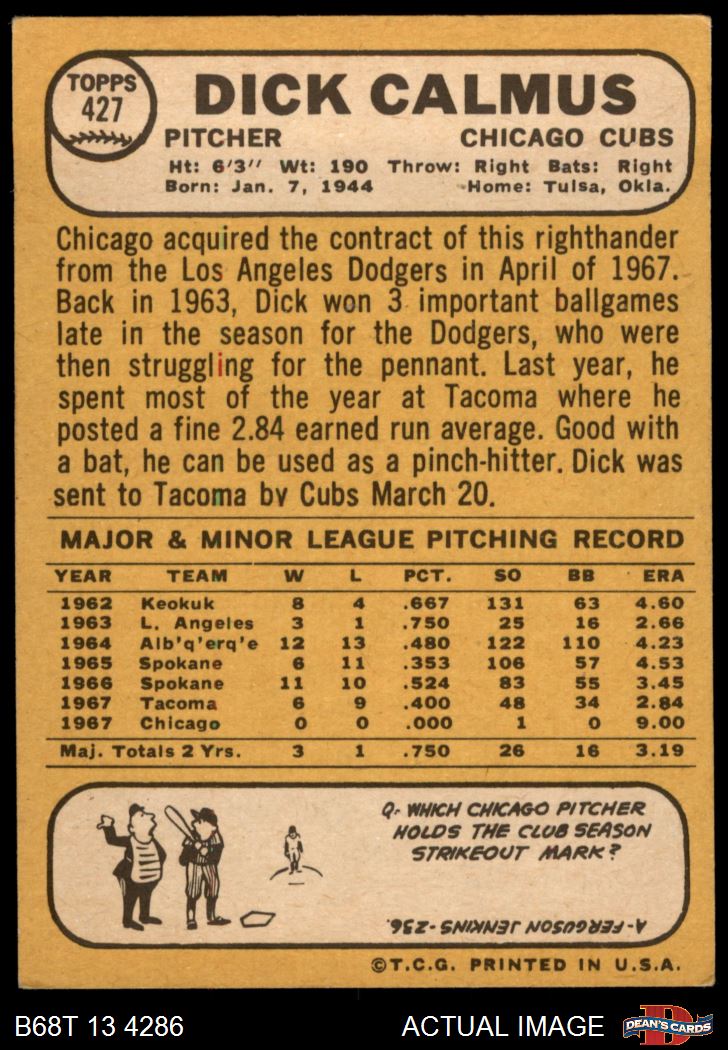 TOPPS
427
DICK CALMUS
PITCHER CHICAGO CUBS
Ht: 6'3'' Wt: 190 Throw: Right Bats: Right
Born: Jan. 7, 1944 Home: Tulsa, Okla.
Chicago acquired the contract of this righthander
from the Los Angeles Dodgers in April of 1967.
Back in 1963, Dick won 3 important ballgames
late in the season for the Dodgers, who were
then struggling for the pennant. Last year, he
spent most of the year at Tacoma where he
posted a fine 2.84 earned run average. Good with
a bat, he can be used as a pinch-hitter. Dick was
sent to Tacoma by Cubs March 20.
MAJOR & MINOR LEAGUE PITCHING RECORD
YEAR TEAM W L PCT. SO BB ERA
1962 Keokuk 8 4 .667 131 63 4.60
1963 L. Angeles 3 1 .750 25 16 2.66
1964 Alb'q'erq'e 12 13 .480 122 110 4.23
1965 Spokane 6 11 .353 106 57 4.53
1966 Spokane 11 10 .524 83 55 3.45
1967 Tacoma 6 9 .400 48 34 2.84
1967 Chicago 0 0 .000 1 0 9.00
Maj. Totals 2 Yrs. 3 1 .750 26 16 3.19
Q- WHICH CHICAGO PITCHER
HOLDS THE CLUB SEASON
STRIKEOUT MARK?
A-FERGUSON JENKINS-236.
©T.C.G. PRINTED IN U.S.A.
B68T 13 4286 ACTUAL IMAGE
DEAN'S CARDS